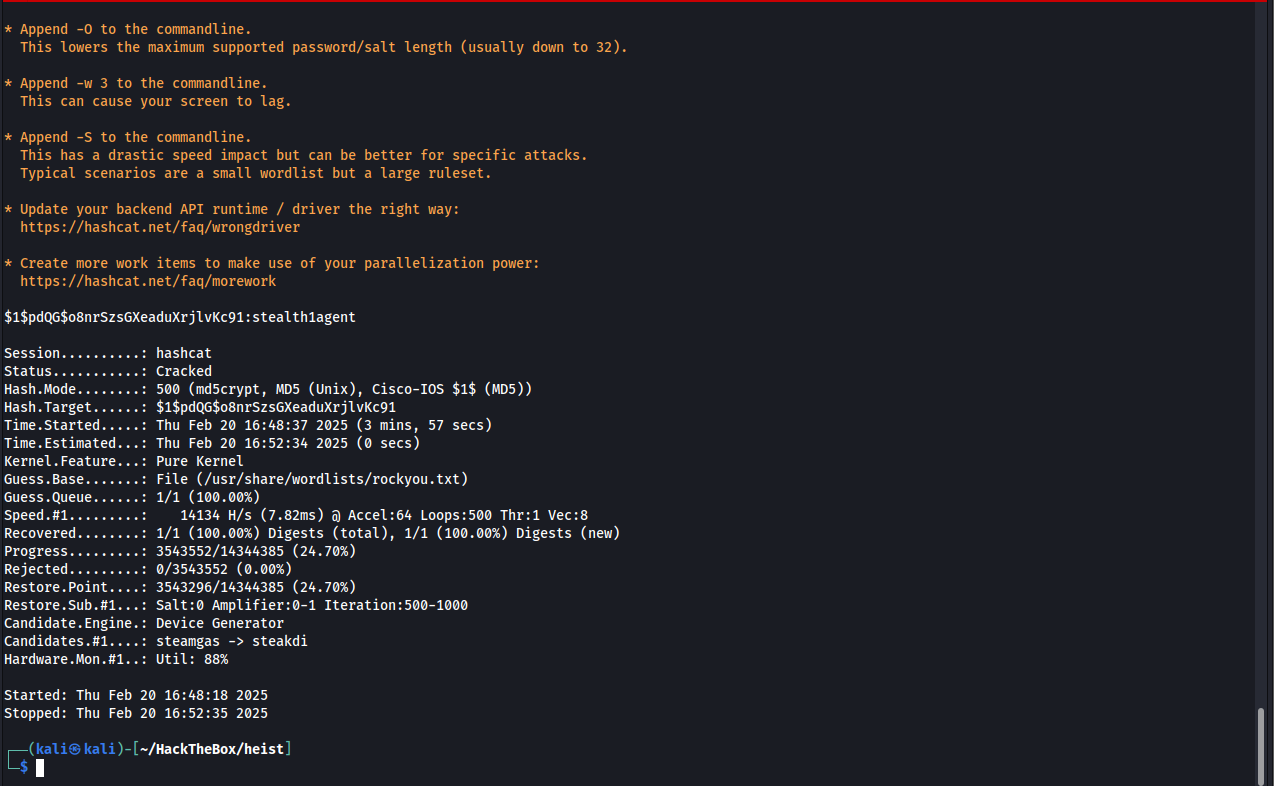 * Append -O to the commandline.
  This lowers the maximum supported password/salt length (usually down to 32).
* Append -w 3 to the commandline.
  This can cause your screen to lag.
* Append -S to the commandline.
  This has a drastic speed impact but can be better for specific attacks.
  Typical scenarios are a small wordlist but a large ruleset.
* Update your backend API runtime / driver the right way:
  https://hashcat.net/faq/wrongdriver
* Create more work items to make use of your parallelization power:
  https://hashcat.net/faq/morework
$1$pdQG$o8nrSzsGXeaduXrjlvKc91:stealth1agent
Session..........: hashcat
Status...........: Cracked
Hash.Mode........: 500 (md5crypt, MD5 (Unix), Cisco-IOS $1$ (MD5))
Hash.Target......: $1$pdQG$o8nrSzsGXeaduXrjlvKc91
Time.Started.....: Thu Feb 20 16:48:37 2025 (3 mins, 57 secs)
Time.Estimated...: Thu Feb 20 16:52:34 2025 (0 secs)
Kernel.Feature...: Pure Kernel
Guess.Base.......: File (/usr/share/wordlists/rockyou.txt)
Guess.Queue......: 1/1 (100.00%)
Speed.#1.........:    14134 H/s (7.82ms) @ Accel:64 Loops:500 Thr:1 Vec:8
Recovered........: 1/1 (100.00%) Digests (total), 1/1 (100.00%) Digests (new)
Progress.........: 3543552/14344385 (24.70%)
Rejected.........: 0/3543552 (0.00%)
Restore.Point....: 3543296/14344385 (24.70%)
Restore.Sub.#1...: Salt:0 Amplifier:0-1 Iteration:500-1000
Candidate.Engine.: Device Generator
Candidates.#1....: steamgas -> steakdi
Hardware.Mon.#1..: Util: 88%
Started: Thu Feb 20 16:48:18 2025
Stopped: Thu Feb 20 16:52:35 2025
┌──(kali㉿kali)-[~/HackTheBox/heist]
└─$